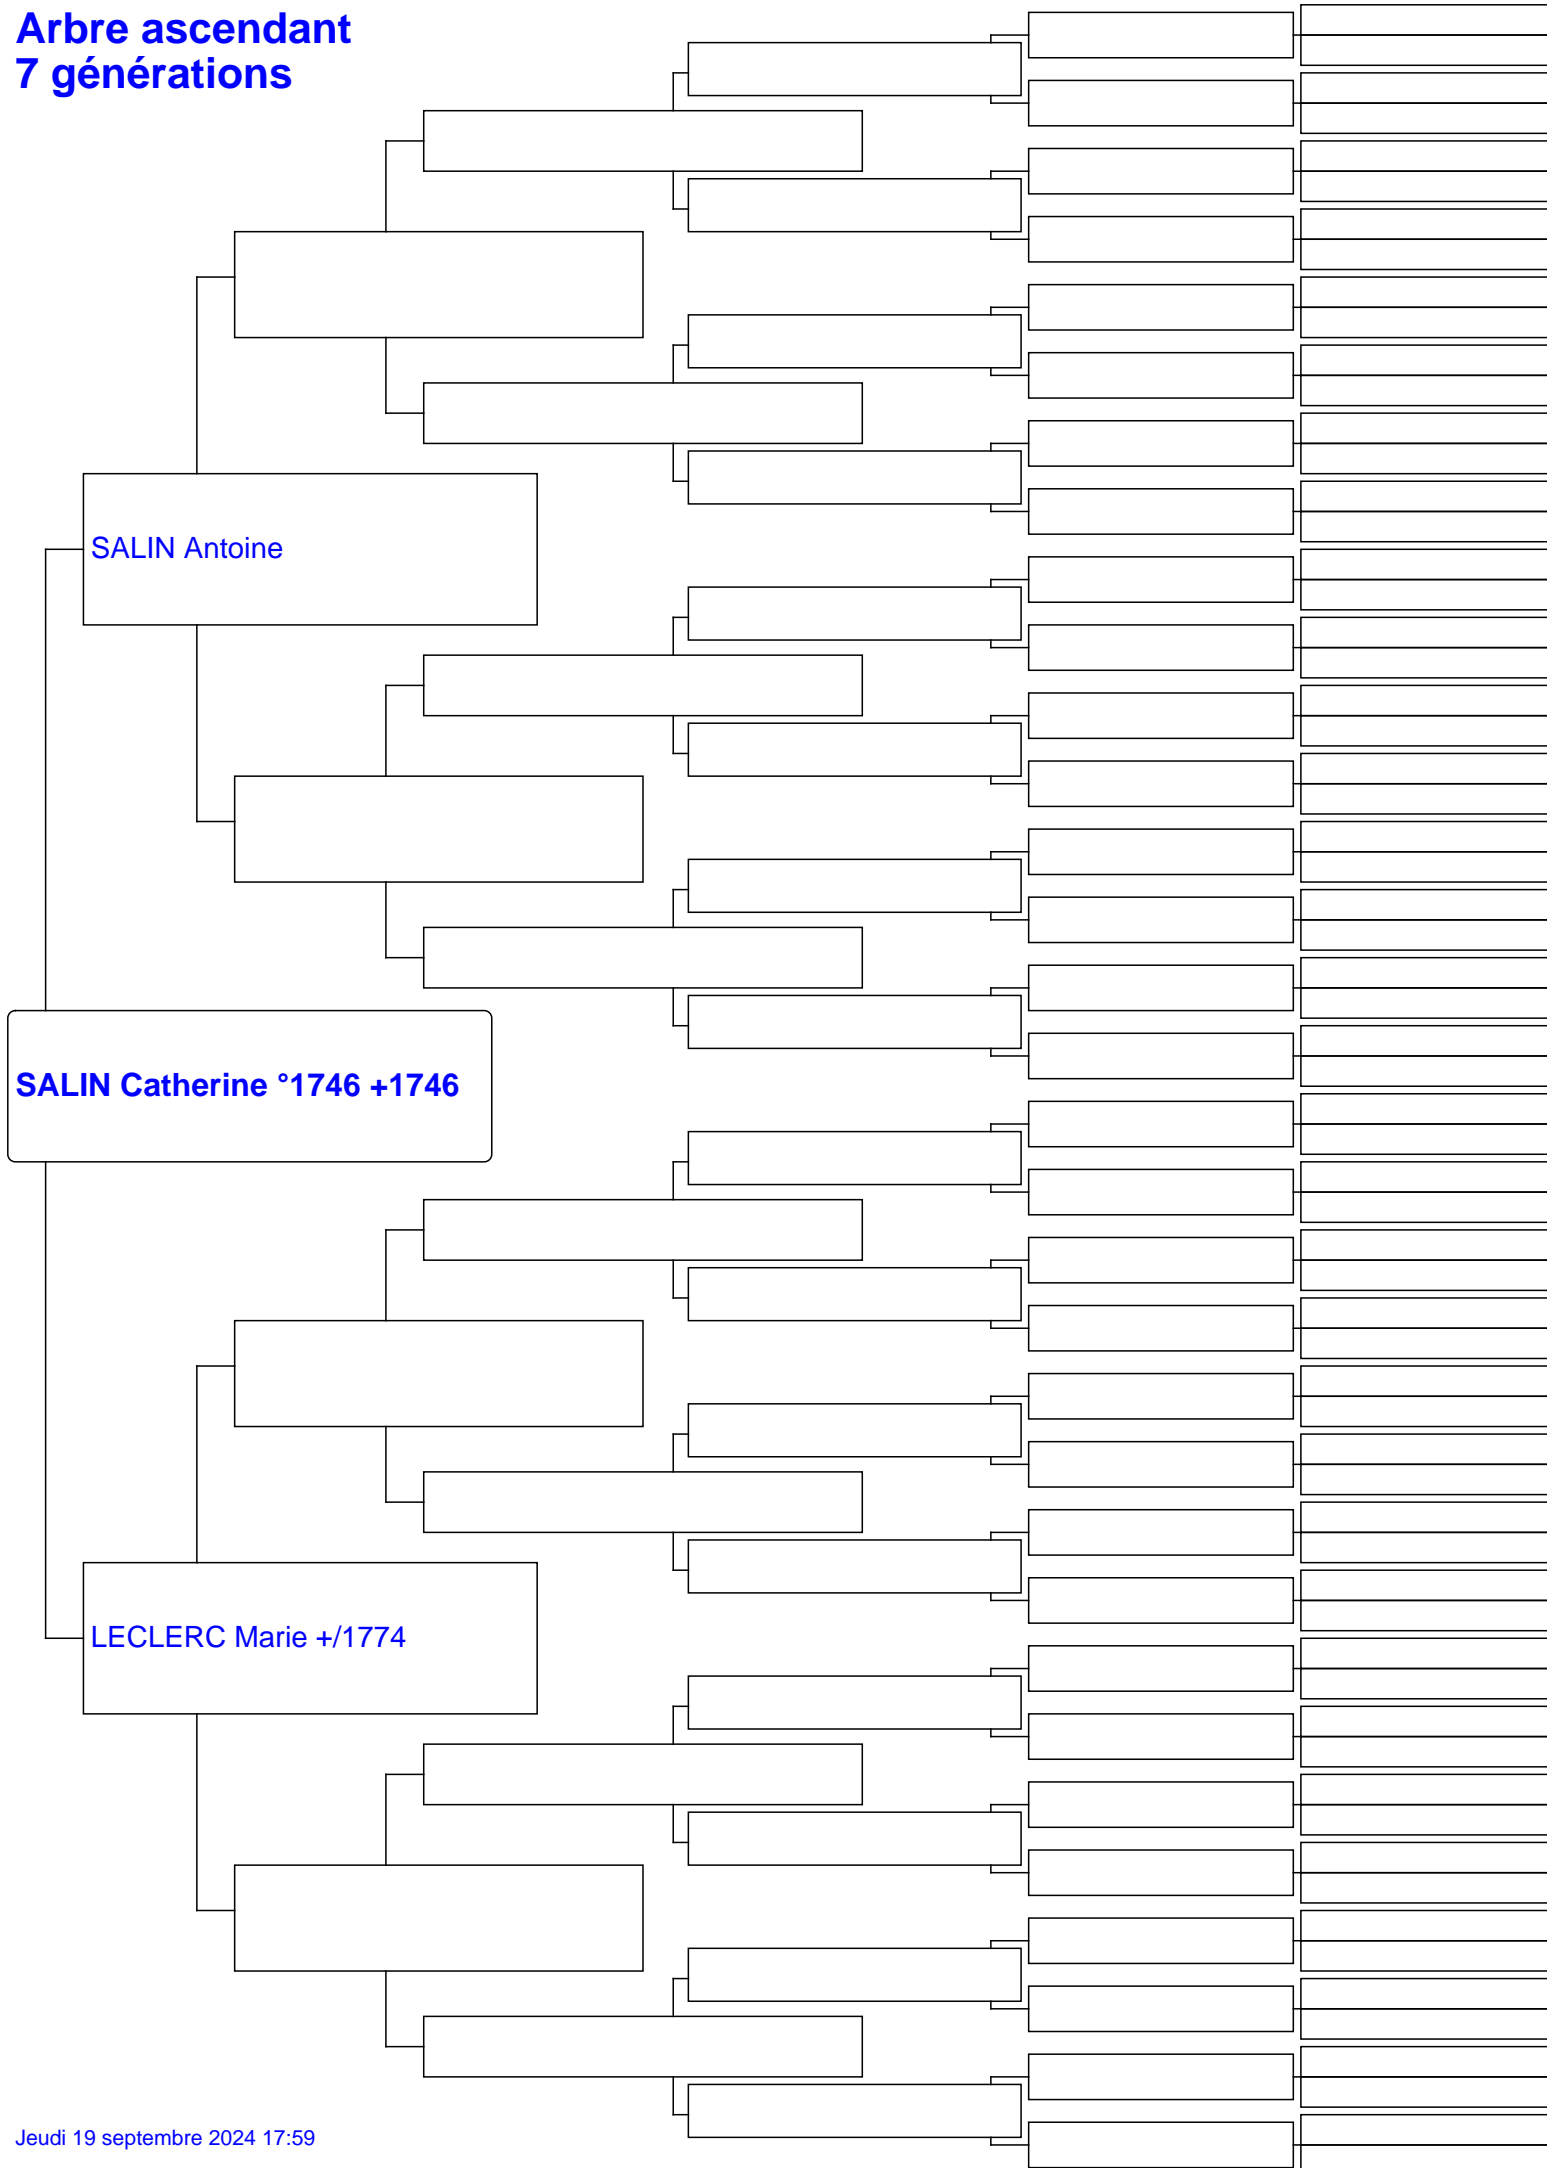 Arbre ascendant
7 générations
SALIN Antoine
SALIN Catherine °1746 +1746
LECLERC Marie +/1774
Jeudi 19 septembre 2024 17:59